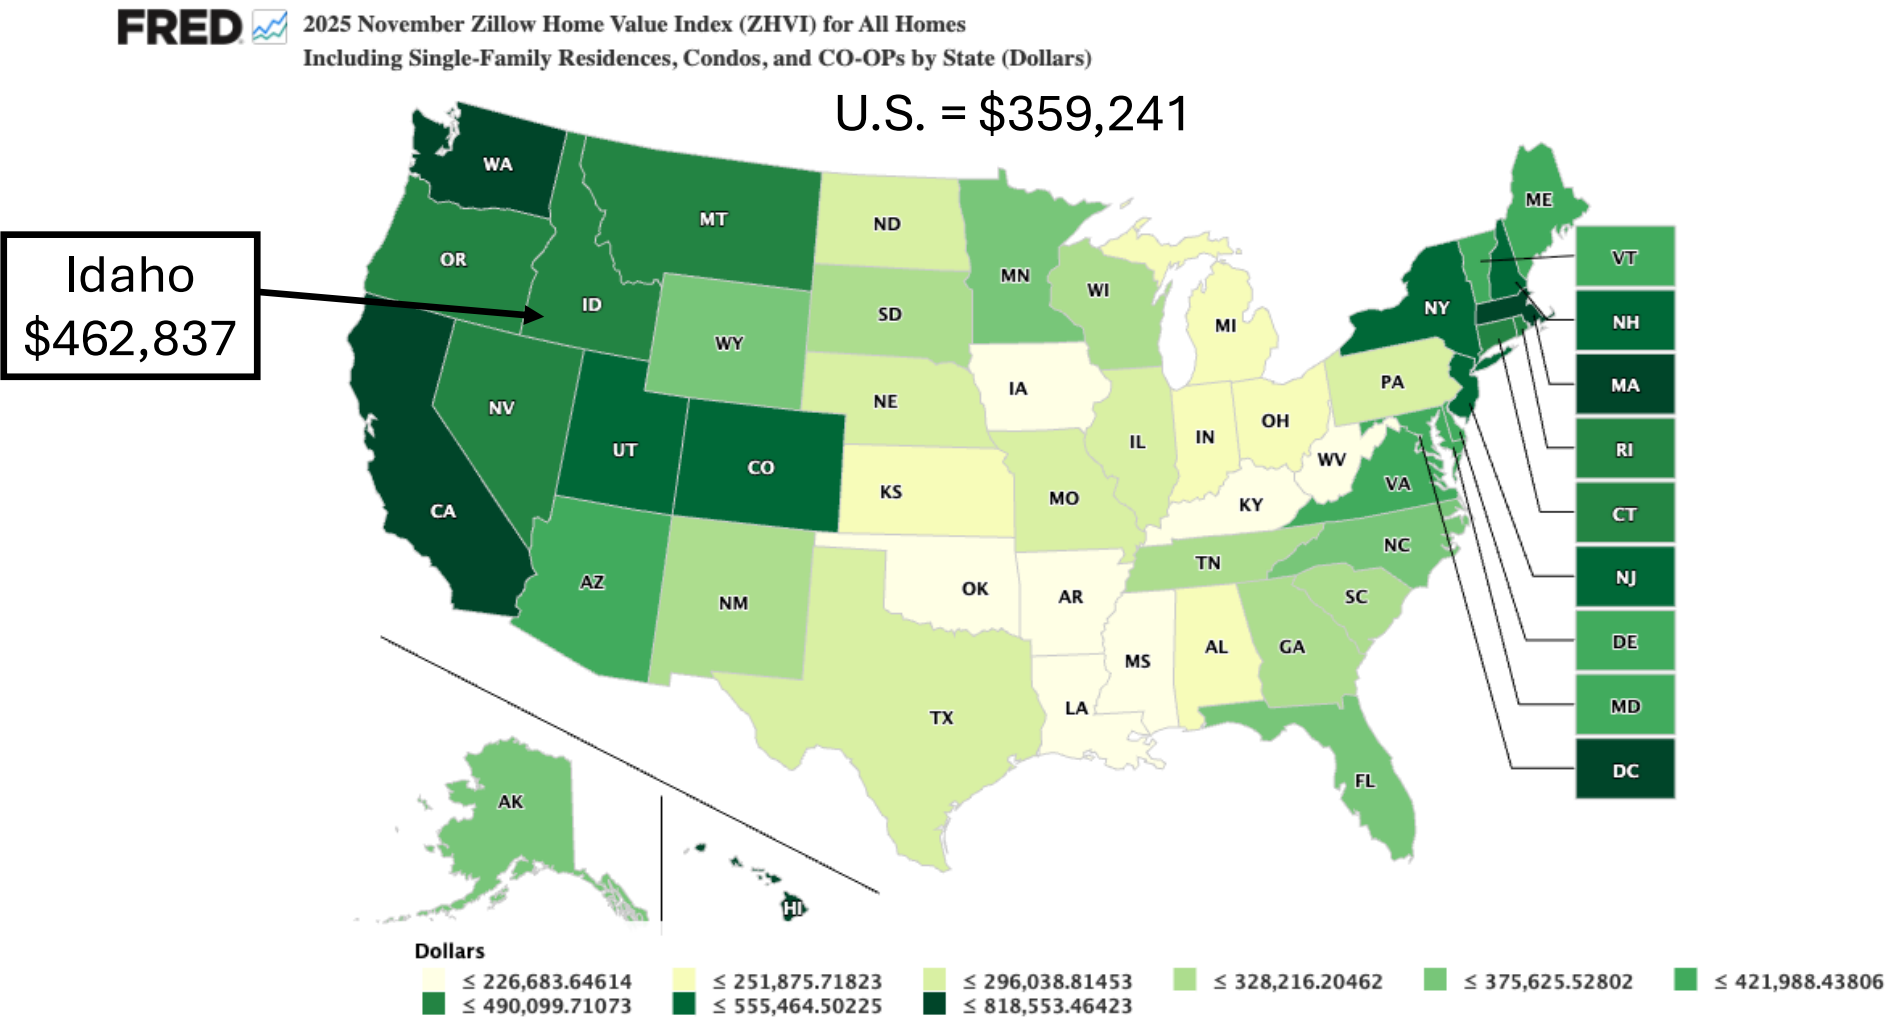 FRED
2025 November Zillow Home Value Index (ZHVI) for All Homes
Including Single-Family Residences, Condos, and CO-OPs by State (Dollars)
U.S. = $359,241
Idaho
$462,837
WA
MT
ND
MN
ME
OR
ID
SD
WI
MI
NY
VT
NH
MA
RI
CT
NJ
DE
MD
DC
WY
NV
UT
CO
NE
IA
IL
IN
OH
PA
WV
VA
KY
CA
KS
MO
AZ
NM
OK
AR
TN
NC
SC
TX
LA
MS
AL
GA
FL
AK
HI
Dollars
≤ 226,683.64614
≤ 251,875.71823
≤ 296,038.81453
≤ 328,216.20462
≤ 375,625.52802
≤ 421,988.43806
≤ 490,099.71073
≤ 555,464.50225
≤ 818,553.46423